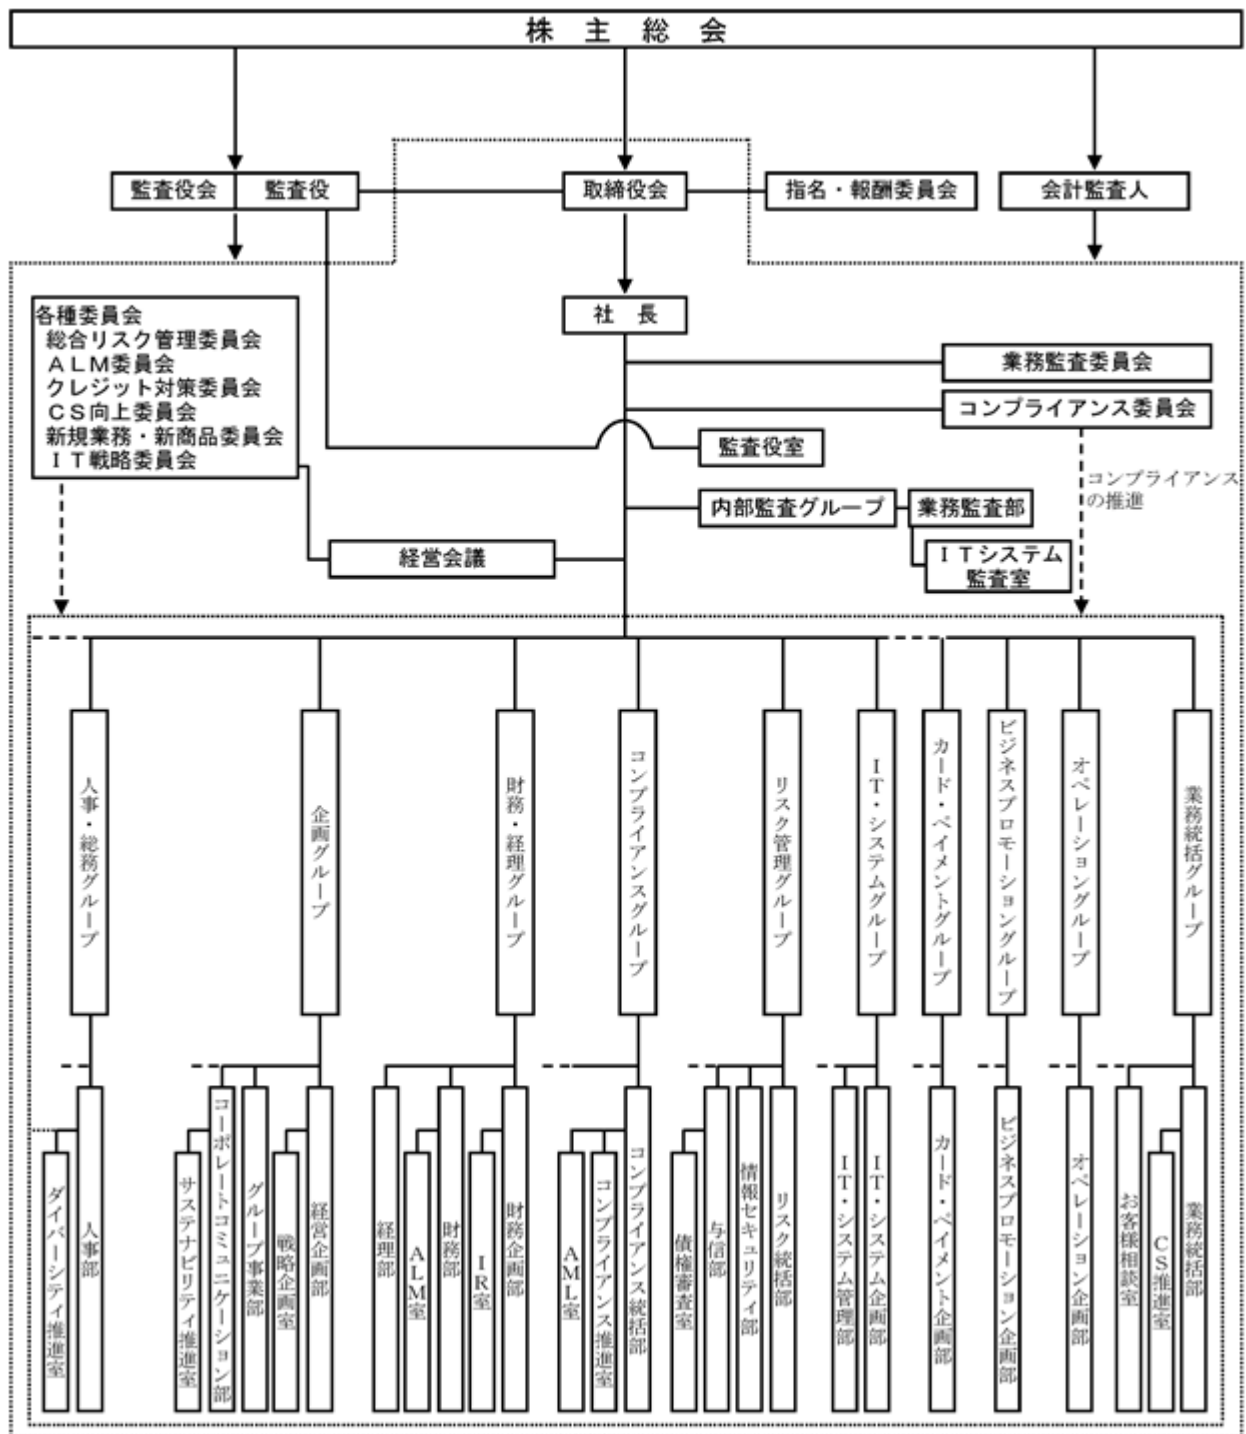 株 主 総 会
監査役会
監査役
取締役会
指名・報酬委員会
会計監査人
社 長
各種委員会
総合リスク管理委員会
ＡＬＭ委員会
クレジット対策委員会
ＣＳ向上委員会
新規業務・新商品委員会
ＩＴ戦略委員会
業務監査委員会
コンプライアンス委員会
監査役室
コンプライアンス
の推進
内部監査グループ
業務監査部
ＩＴシステム
監査室
経営会議
人事・総務グループ
企画グループ
財務・経理グループ
コンプライアンスグループ
リスク管理グループ
IT・システムグループ
カード・ペイメントグループ
ビジネスプロモーショングループ
オペレーショングループ
業務統括グループ
ダイバーシティ推進室
人事部
サステナビリティ推進室
コーポレートコミュニケーション部
グループ事業部
戦略企画室
経営企画部
経理部
ALM室
財務部
IR室
財務企画部
AML室
コンプライアンス推進室
コンプライアンス統括部
債権審査室
与信部
情報セキュリティ部
リスク統括部
IT・システム管理部
IT・システム企画部
カード・ペイメント企画部
ビジネスプロモーション企画部
オペレーション企画部
お客様相談室
CS推進室
業務統括部